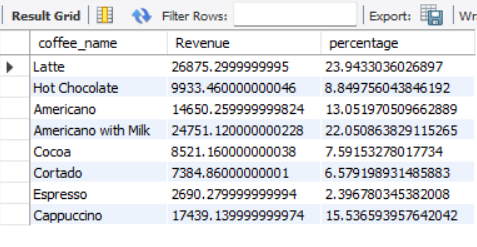 Result Grid Filter Rows: Export: Wr
coffee_name Revenue percentage
Latte 26875.2999999995 23.9433036026897
Hot Chocolate 9933.460000000046 8.849756043846192
Americano 14650.259999999824 13.051970509662889
Americano with Milk 24751.120000000228 22.050863829115265
Cocoa 8521.160000000038 7.59153278017734
Cortado 7384.86000000001 6.579198931485883
Espresso 2690.279999999994 2.396780345382008
Cappuccino 17439.139999999974 15.536593957642042